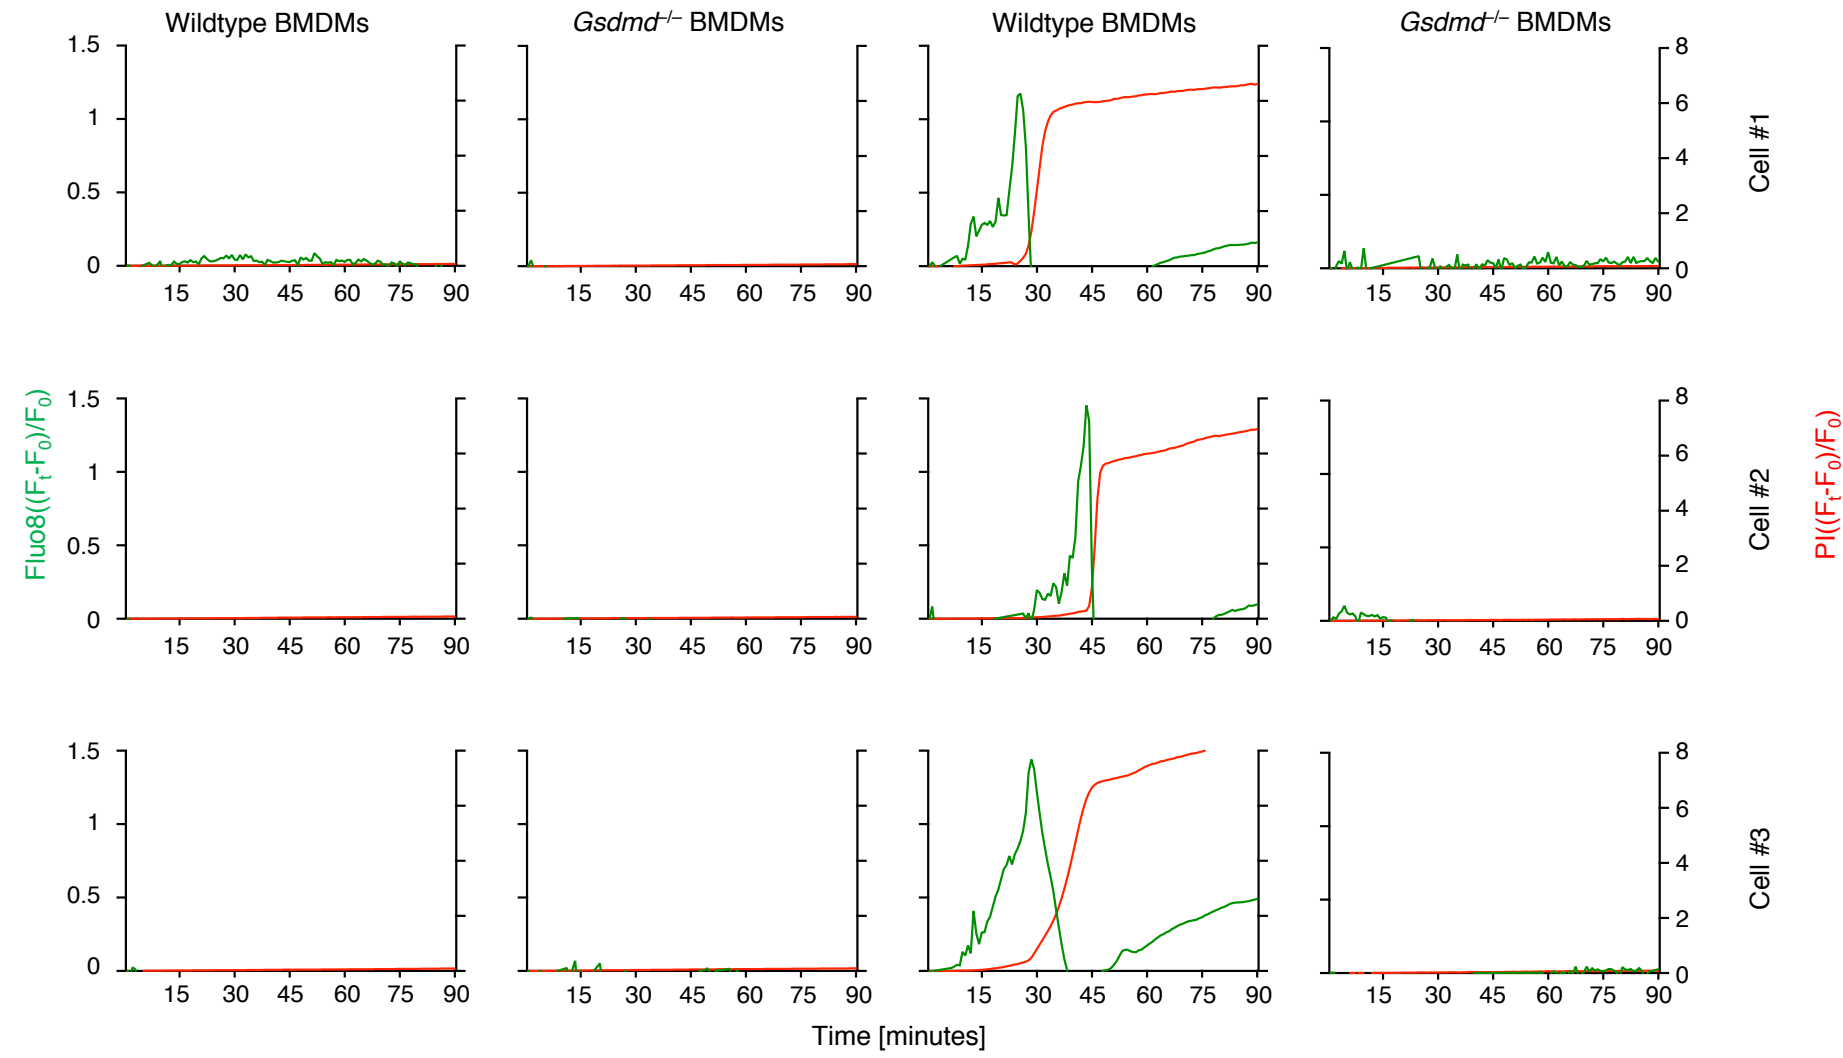 Wildtype BMDMs Gsdmd–/– BMDMs Wildtype BMDMs Gsdmd–/– BMDMs
1.5 8
1 6
4
0.5 2
0 0
15 30 45 60 75 90 15 30 45 60 75 90 15 30 45 60 75 90 15 30 45 60 75 90
Cell #1
1.5 8
1 6
4
0.5 2
0 0
15 30 45 60 75 90 15 30 45 60 75 90 15 30 45 60 75 90 15 30 45 60 75 90
Cell #2
Fluo8((Ft-F0)/F0)
PI((Ft-F0)/F0)
1.5 8
1 6
4
0.5 2
0 0
15 30 45 60 75 90 15 30 45 60 75 90 15 30 45 60 75 90 15 30 45 60 75 90
Cell #3
Time [minutes]